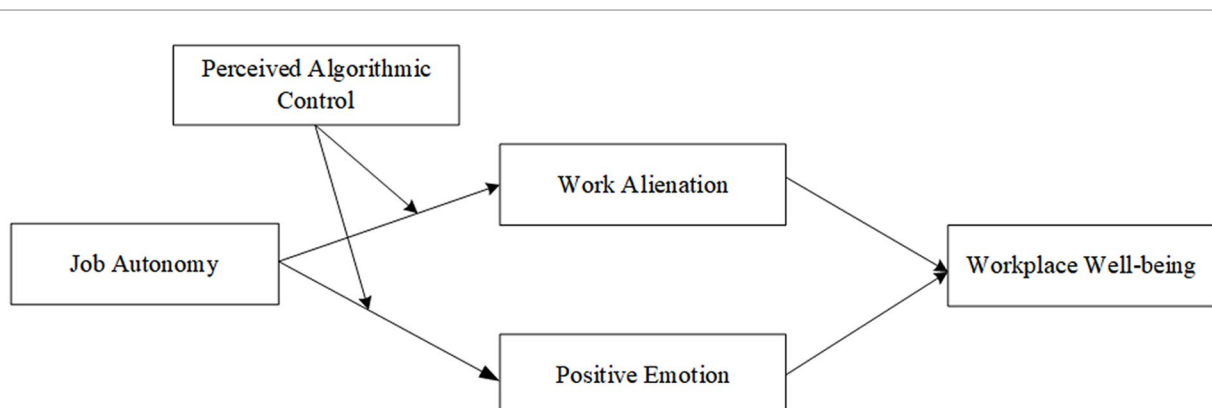 Perceived Algorithmic
Control
Work Alienation
Job Autonomy
Workplace Well-being
Positive Emotion